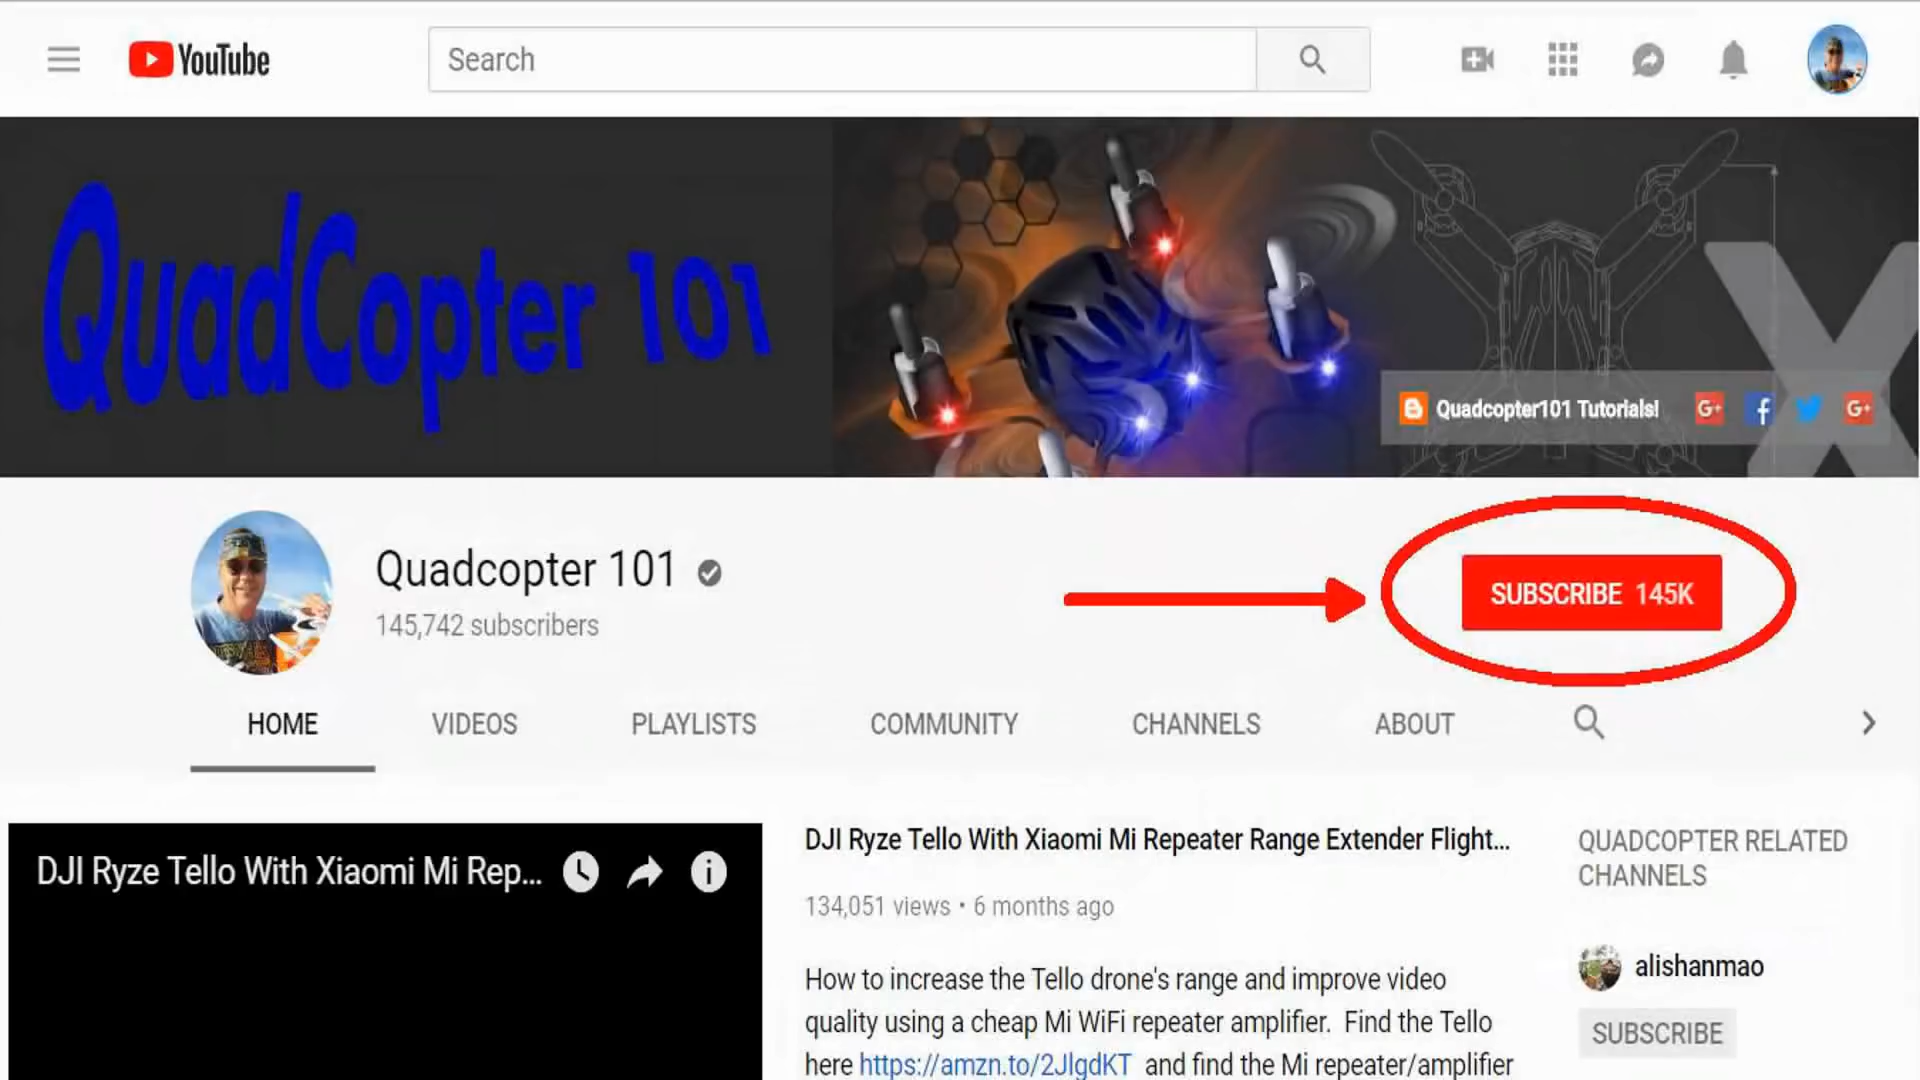 YouTube
Search
QuadCopter 101
Quadcopter101 Tutorials!
G+
f
G+
X
Quadcopter 101
145,742 subscribers
SUBSCRIBE 145K
HOME
VIDEOS
PLAYLISTS
COMMUNITY
CHANNELS
ABOUT
DJI Ryze Tello With Xiaomi Mi Rep...
DJI Ryze Tello With Xiaomi Mi Repeater Range Extender Flight...
134,051 views • 6 months ago
How to increase the Tello drone's range and improve video
quality using a cheap Mi WiFi repeater amplifier. Find the Tello
here https://amzn.to/2JlgdKT and find the Mi repeater/amplifier
QUADCOPTER RELATED
CHANNELS
alishanmao
SUBSCRIBE